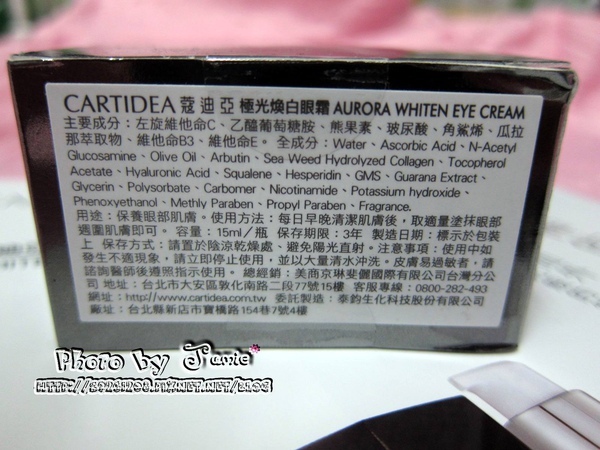 CARTIDEA 蔻迪亞 極光煥白眼霜 AURORA WHITEN EYE CREAM
主要成分：左旋維他命C、乙醯葡萄糖胺、熊果素、玻尿酸、角鯊烯、瓜拉
那萃取物、維他命B3、維他命E。 全成分：Water、Ascorbic Acid、N-Acetyl
Glucosamine、Olive Oil、Arbutin、Sea Weed Hydrolyzed Collagen、Tocopherol
Acetate、Hyaluronic Acid、Squalene、Hesperidin、GMS、Guarana Extract、
Glycerin、Polysorbate、Carbomer、Nicotinamide、Potassium hydroxide、
Phenoxyethanol、Methly Paraben、Propyl Paraben、Fragrance.
用途：保養眼部肌膚。使用方法：每日早晚清潔肌膚後，取適量塗抹眼部
週圍肌膚即可。 容量：15ml／瓶 保存期限：3年 製造日期：標示於包裝
上 保存方式：請置於陰涼乾燥處、避免陽光直射。注意事項：使用中若
發生不適現象，請立即停止使用，並以大量清水沖洗。皮膚易過敏者，請
諮詢醫師後遵照指示使用。 總經銷：美商京琳斐儷國際有限公司台灣分公
司 地址：台北市大安區敦化南路二段77號15樓 客服專線：0800-282-493
網址：http://www.cartidea.com.tw 委託製造：泰鈞生化科技股份有限公司
廠址：台北縣新店市寶橋路154巷7號4樓
Photo by Jamie